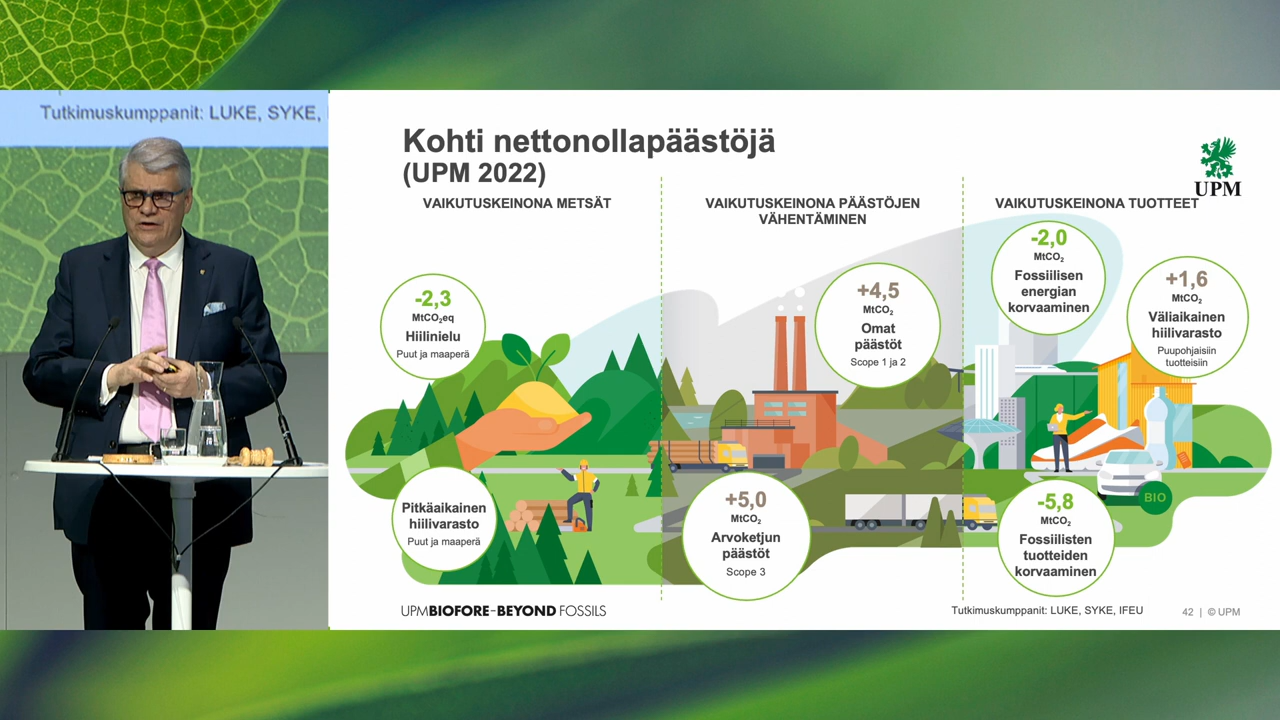 Tutkimuskumppanit: LUKE, SYKE,
Kohti nettonollapäästöjä
(UPM 2022)
UPM
VAIKUTUSKEINONA METSÄT
VAIKUTUSKEINONA PÄÄSTÖJEN
VÄHENTÄMINEN
VAIKUTUSKEINONA TUOTTEET
-2,3
MtCO₂eq
Hiilinielu
Puut ja maaperä
Pitkäaikainen
hiilivarasto
Puut ja maaperä
+4,5
MtCO₂
Omat
päästöt
Scope 1 ja 2
+5,0
MtCO₂
Arvoketjun
päästöt
Scope 3
-2,0
MtCO₂
Fossiilisen
energian
korvaaminen
+1,6
MtCO₂
Väliaikainen
hiilivarasto
Puupohjaisiin
tuotteisiin
BIO
-5,8
MtCO₂
Fossiilisten
tuotteiden
korvaaminen
UPMBIOFORE–BEYOND FOSSILS
Tutkimuskumppanit: LUKE, SYKE, IFEU
42 | © UPM